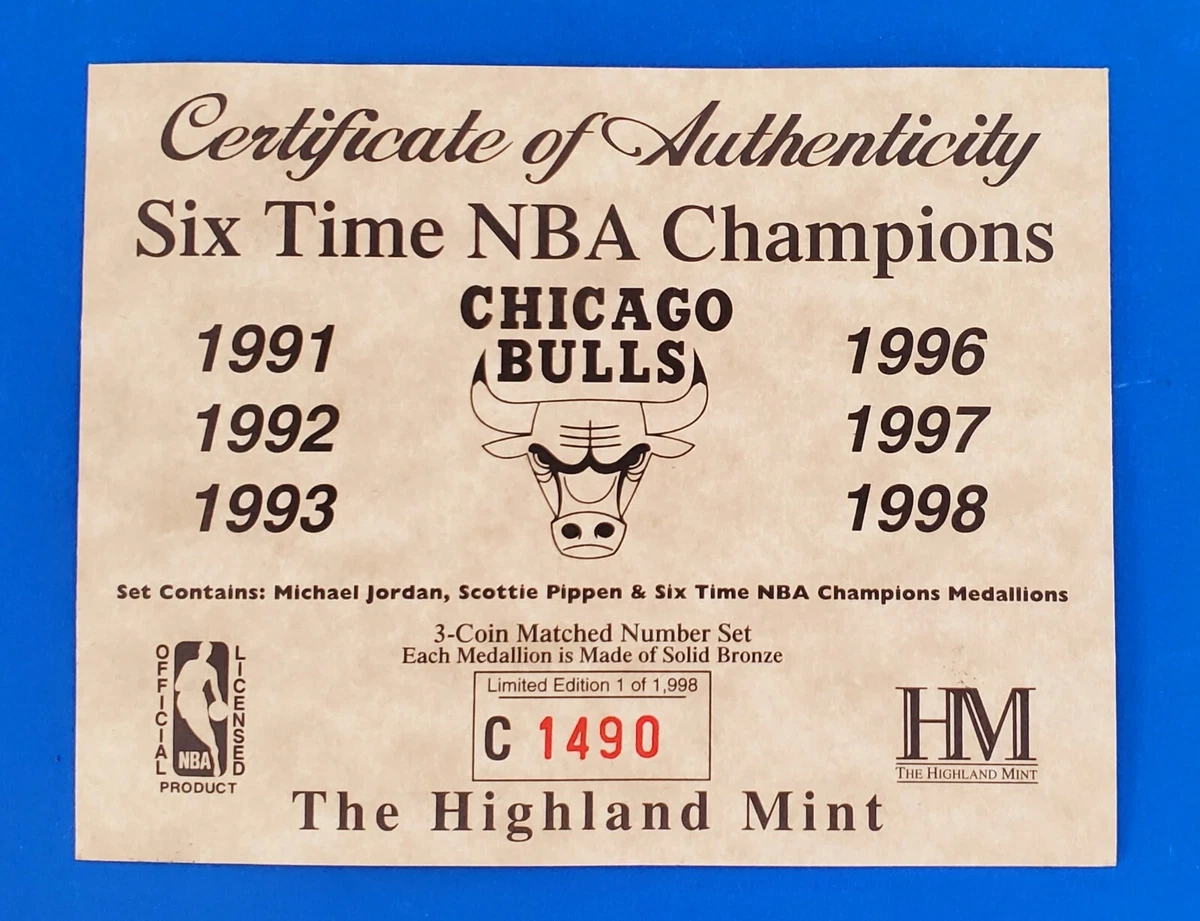 Certificate of Authenticity
Six Time NBA Champions
CHICAGO
BULLS
1991
1992
1993
1996
1997
1998
Set Contains: Michael Jordan, Scottie Pippen & Six Time NBA Champions Medallions
3-Coin Matched Number Set
Each Medallion is Made of Solid Bronze
Limited Edition 1 of 1,998
C 1490
OFFICIAL
LICENSED
NBA
PRODUCT
HM
THE HIGHLAND MINT
The Highland Mint